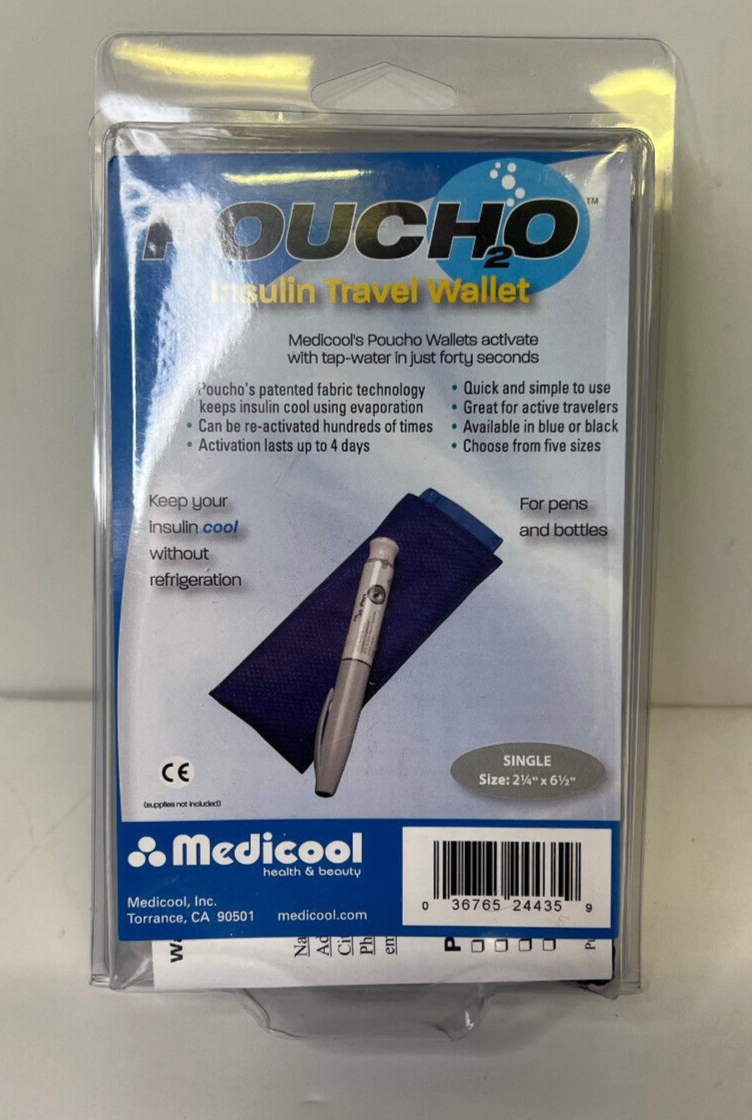 POUCH2O™
Insulin Travel Wallet
Medicool's Poucho Wallets activate
with tap-water in just forty seconds
Poucho's patented fabric technology
keeps insulin cool using evaporation
• Can be re-activated hundreds of times
• Activation lasts up to 4 days
• Quick and simple to use
• Great for active travelers
• Available in blue or black
• Choose from five sizes
Keep your
insulin cool
without
refrigeration
For pens
and bottles
CE
(supplies not included)
SINGLE
Size: 2¼" x 6½"
Medicool
health & beauty
Medicool, Inc.
Torrance, CA 90501 medicool.com
0 36765 24435 9